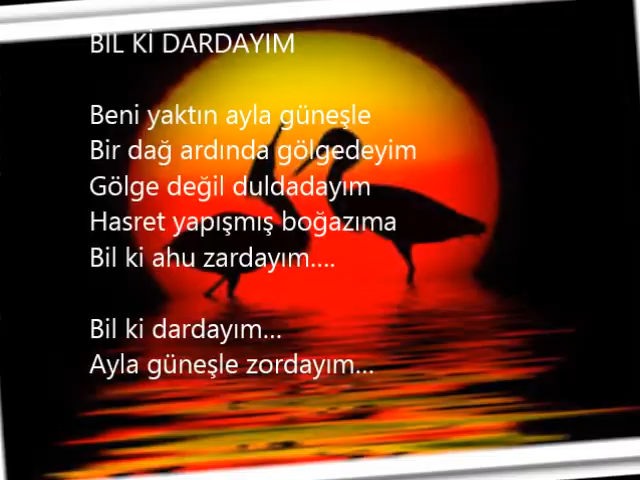 BİL Kİ DARDAYIM
Beni yaktın ayla güneşle
Bir dağ ardında gölgedeyim
Gölge değil duldadayım
Hasret yapışmış boğazıma
Bil ki ahu zardayım....
Bil ki dardayım...
Ayla güneşle zordayım...